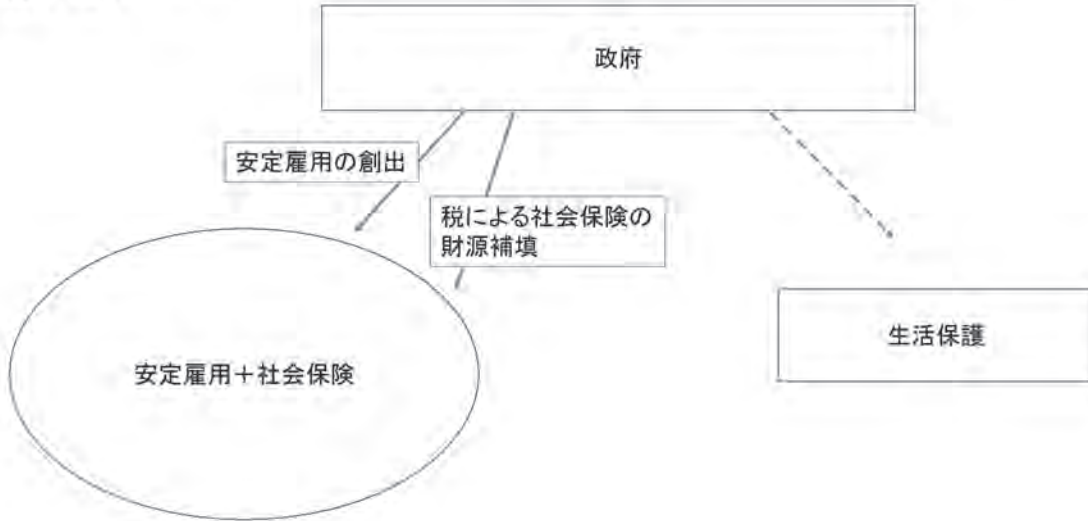 政府
安定雇用の創出
税による社会保険の
財源補填
生活保護
安定雇用＋社会保険